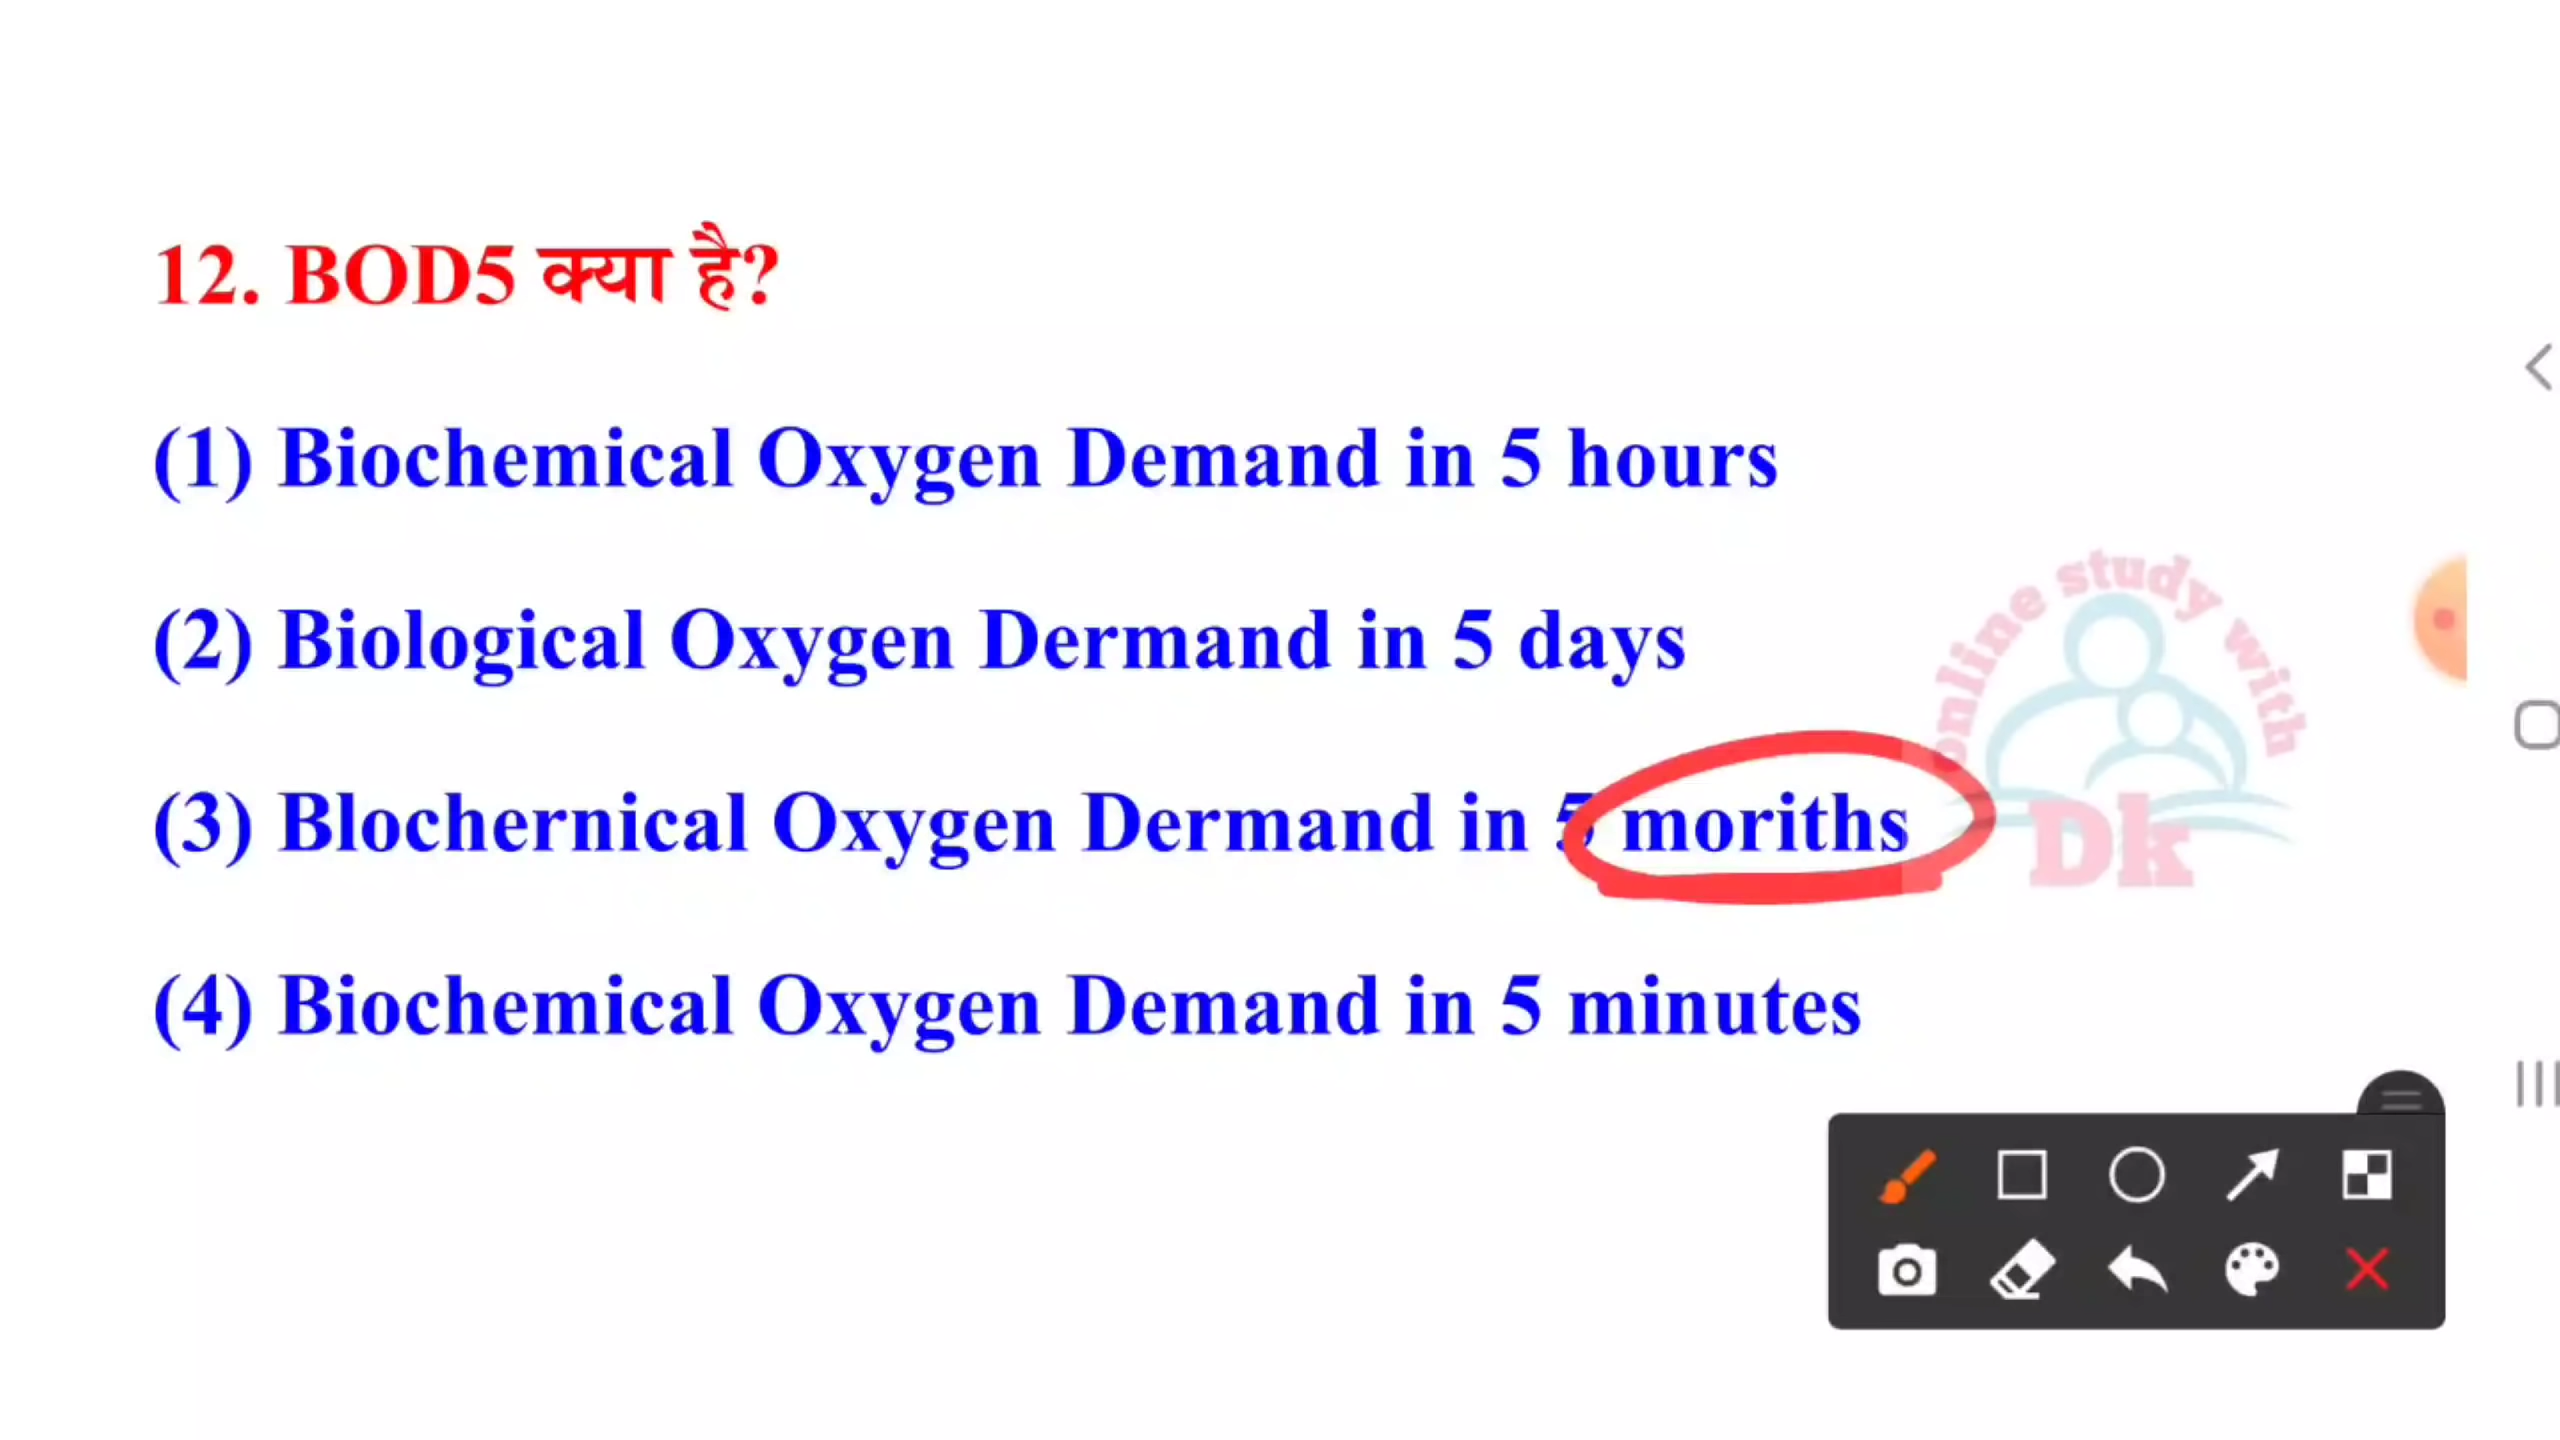 12. BOD5 क्या है?
(1) Biochemical Oxygen Demand in 5 hours
(2) Biological Oxygen Dermand in 5 days
(3) Blochernical Oxygen Dermand in 5 moriths
(4) Biochemical Oxygen Demand in 5 minutes
online study with
Dk